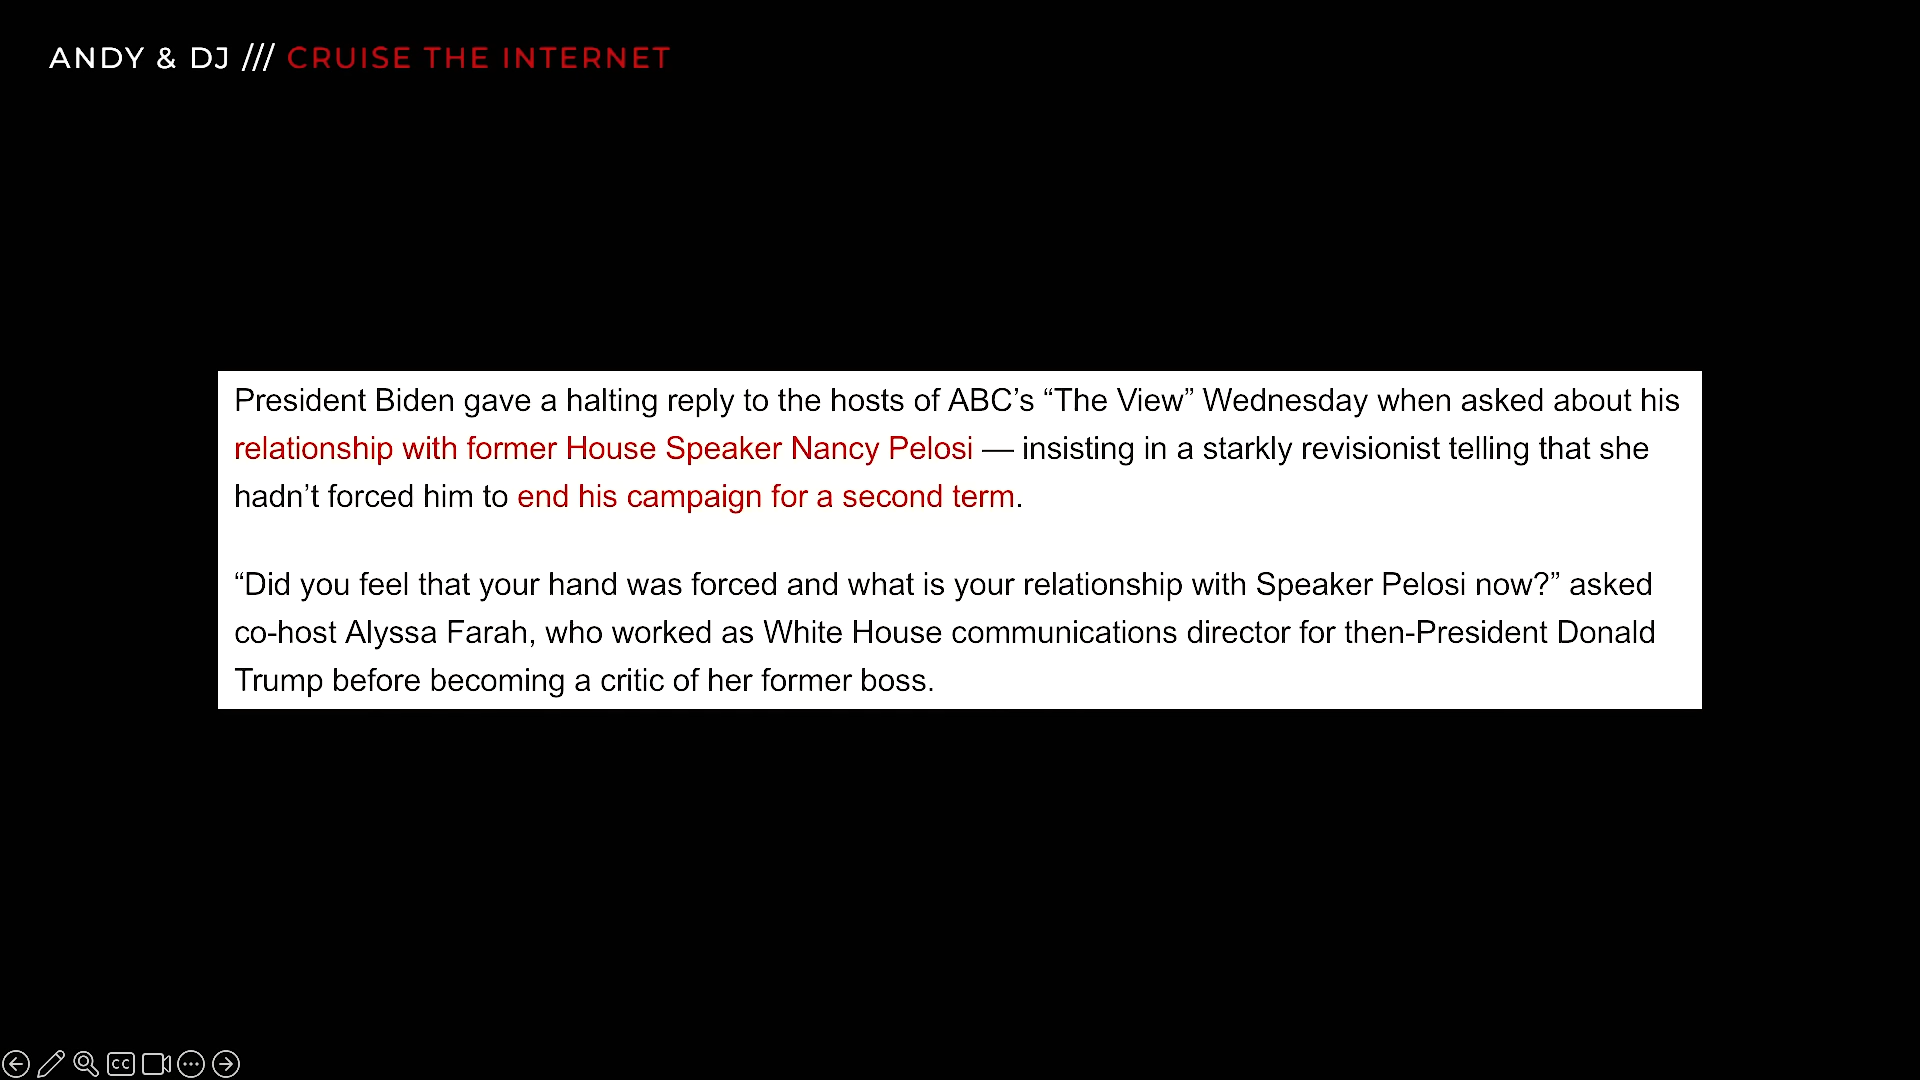 ANDY & DJ /// CRUISE THE INTERNET
President Biden gave a halting reply to the hosts of ABC’s “The View” Wednesday when asked about his
relationship with former House Speaker Nancy Pelosi — insisting in a starkly revisionist telling that she
hadn’t forced him to end his campaign for a second term.
“Did you feel that your hand was forced and what is your relationship with Speaker Pelosi now?” asked
co-host Alyssa Farah, who worked as White House communications director for then-President Donald
Trump before becoming a critic of her former boss.
CC